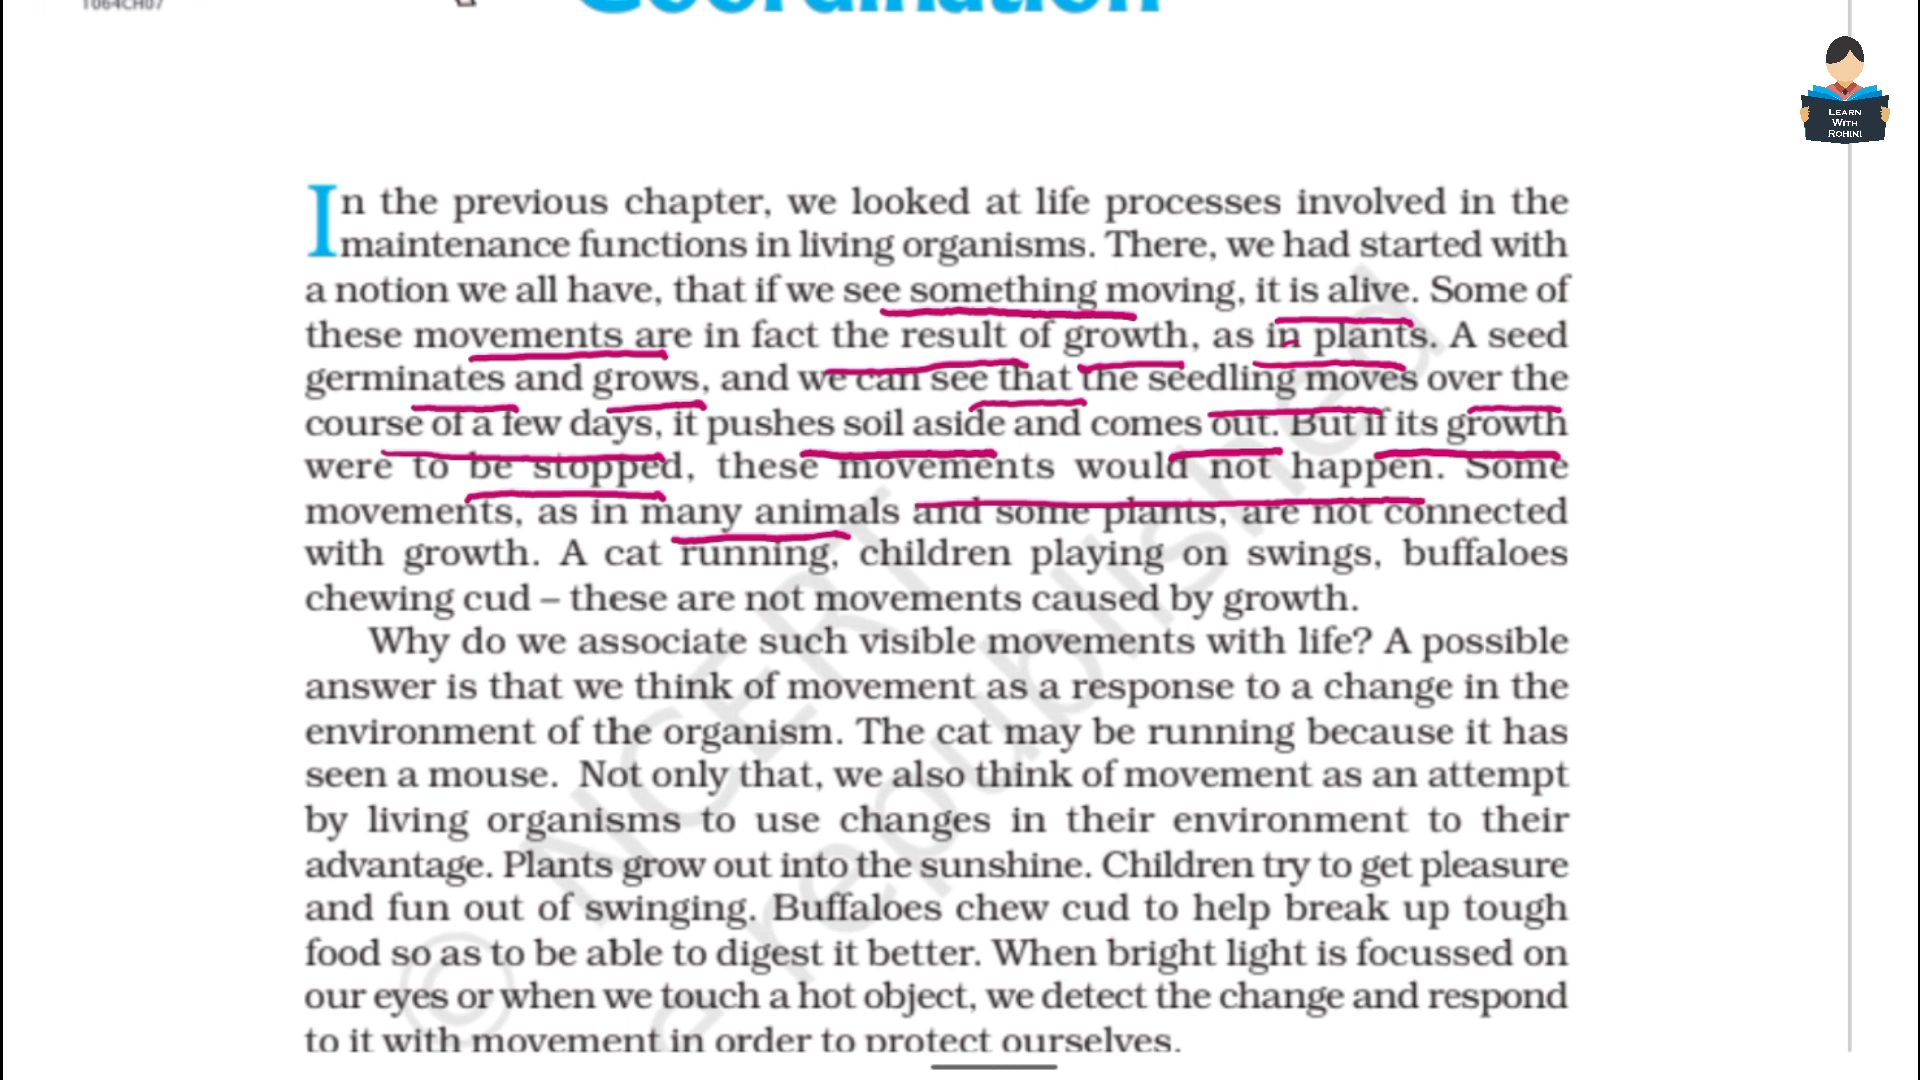 1064CH07
Coordination
LEARN
WITH
ROHINI
In the previous chapter, we looked at life processes involved in the
maintenance functions in living organisms. There, we had started with
a notion we all have, that if we see something moving, it is alive. Some of
these movements are in fact the result of growth, as in plants. A seed
germinates and grows, and we can see that the seedling moves over the
course of a few days, it pushes soil aside and comes out. But if its growth
were to be stopped, these movements would not happen. Some
movements, as in many animals and some plants, are not connected
with growth. A cat running, children playing on swings, buffaloes
chewing cud – these are not movements caused by growth.
Why do we associate such visible movements with life? A possible
answer is that we think of movement as a response to a change in the
environment of the organism. The cat may be running because it has
seen a mouse. Not only that, we also think of movement as an attempt
by living organisms to use changes in their environment to their
advantage. Plants grow out into the sunshine. Children try to get pleasure
and fun out of swinging. Buffaloes chew cud to help break up tough
food so as to be able to digest it better. When bright light is focussed on
our eyes or when we touch a hot object, we detect the change and respond
to it with movement in order to protect ourselves.
© NCERT
republished